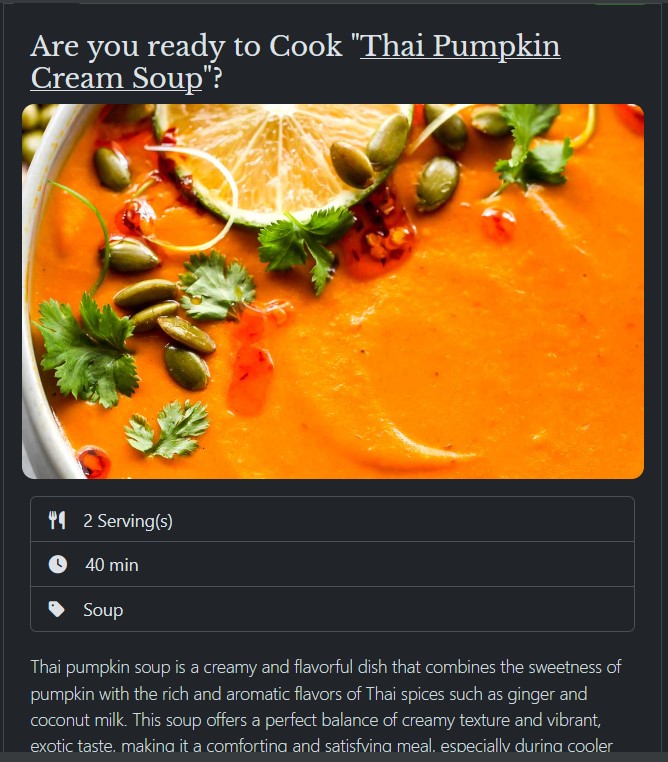 Are you ready to Cook "Thai Pumpkin
Cream Soup"?
2 Serving(s)
40 min
Soup
Thai pumpkin soup is a creamy and flavorful dish that combines the sweetness of
pumpkin with the rich and aromatic flavors of Thai spices such as ginger and
coconut milk. This soup offers a perfect balance of creamy texture and vibrant,
exotic taste, making it a comforting and satisfying meal, especially during cooler